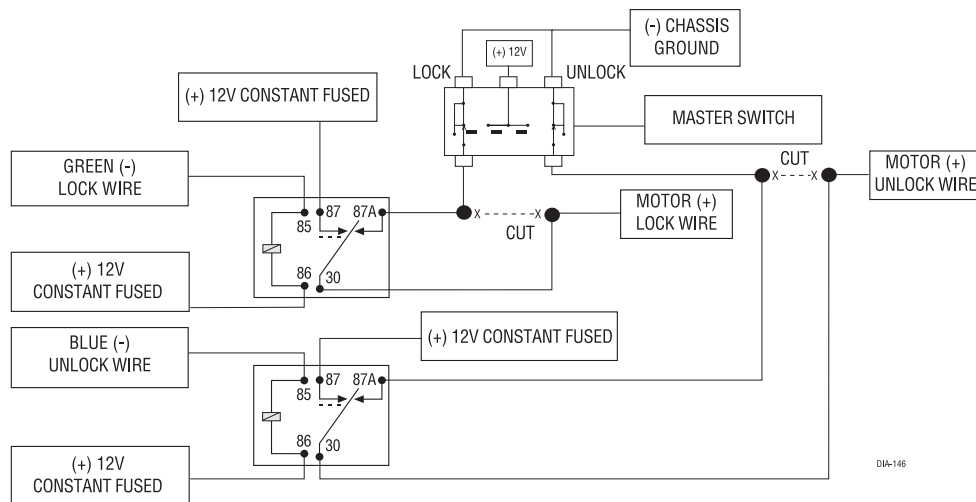 (-) CHASSIS
GROUND
(+) 12V
LOCK
UNLOCK
(+) 12V CONSTANT FUSED
MASTER SWITCH
CUT
GREEN (-)
LOCK WIRE
MOTOR (+)
UNLOCK WIRE
87
87A
85
MOTOR (+)
LOCK WIRE
CUT
86
30
(+) 12V
CONSTANT FUSED
BLUE (-)
UNLOCK WIRE
(+) 12V CONSTANT FUSED
87
87A
85
86
30
(+) 12V
CONSTANT FUSED
DIA-146